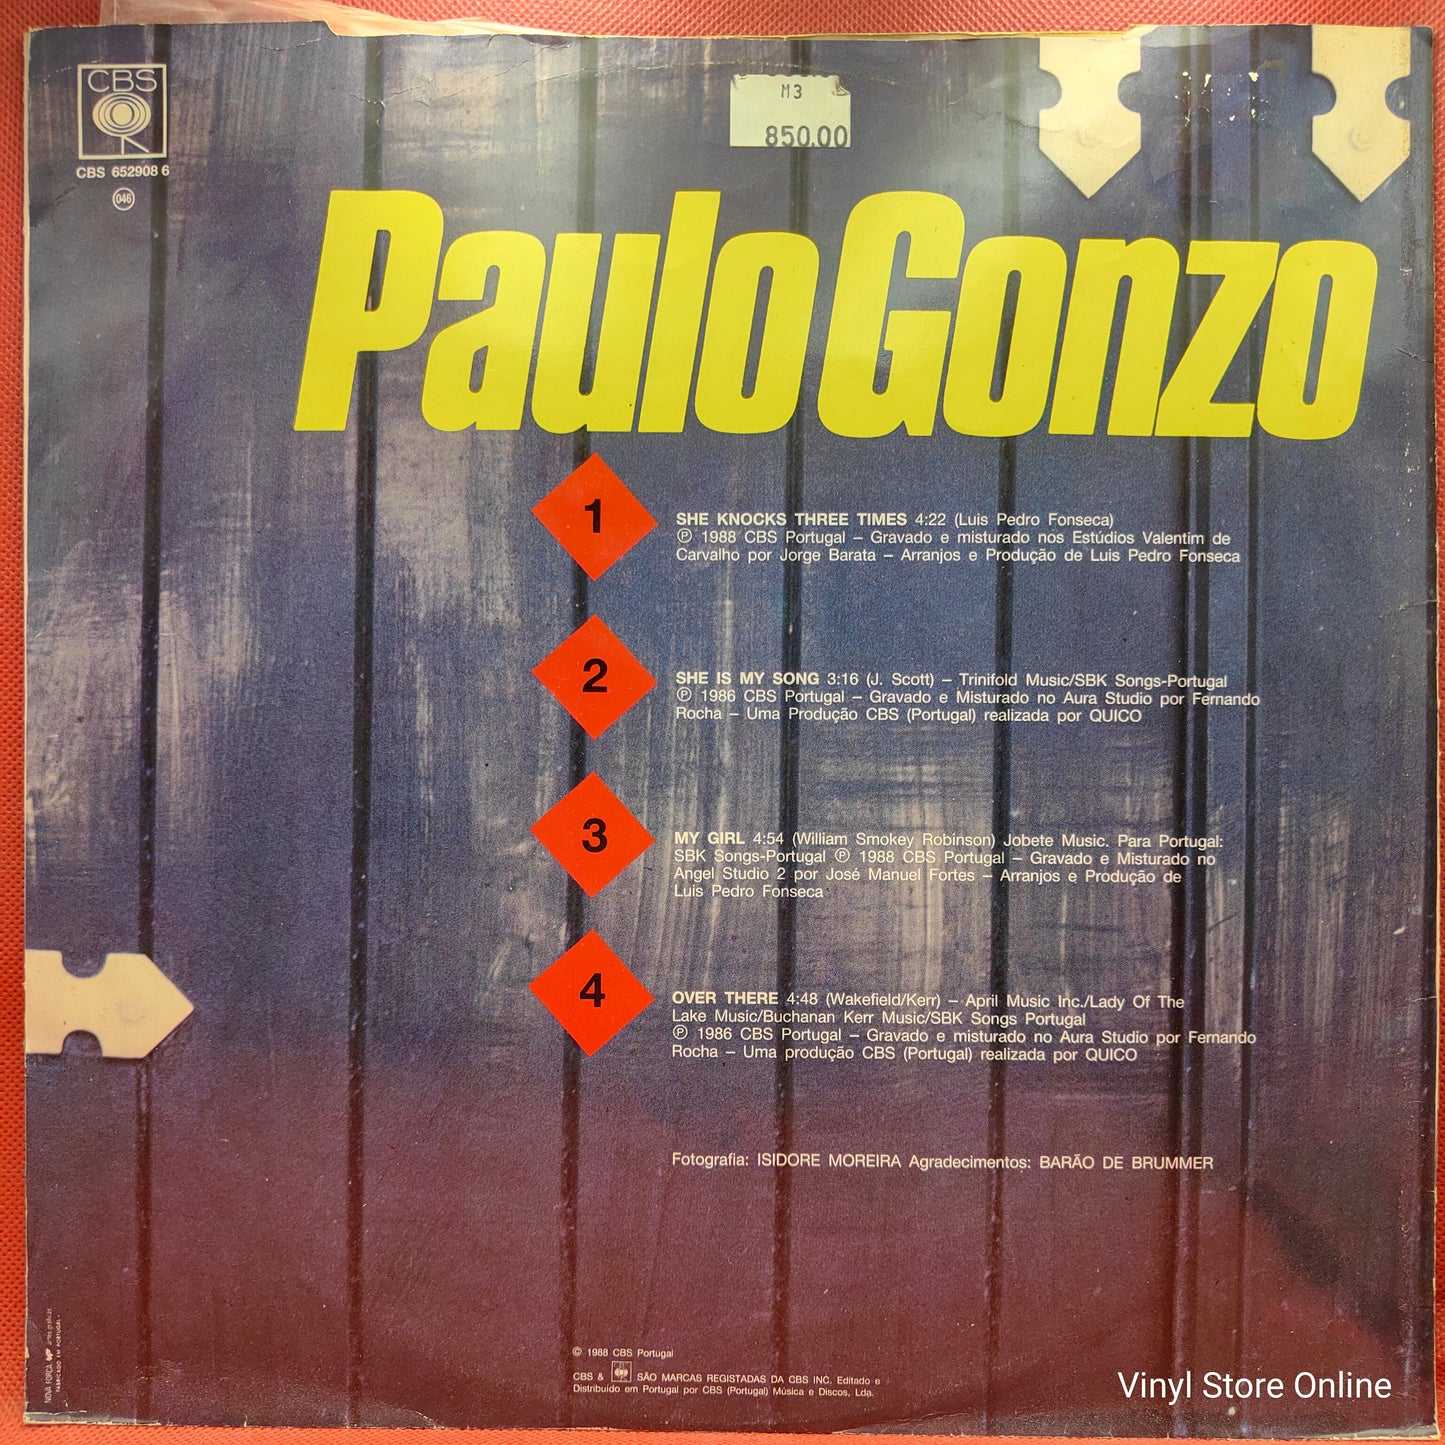 CBS
CBS 652908 6
046
M3
850.00
Paulo Gonzo
1
SHE KNOCKS THREE TIMES 4:22 (Luis Pedro Fonseca)
℗ 1988 CBS Portugal – Gravado e misturado nos Estúdios Valentim de
Carvalho por Jorge Barata – Arranjos e Produção de Luis Pedro Fonseca
2
SHE IS MY SONG 3:16 (J. Scott) – Trinifold Music/SBK Songs-Portugal
℗ 1986 CBS Portugal – Gravado e Misturado no Aura Studio por Fernando
Rocha – Uma Produção CBS (Portugal) realizada por QUICO
3
MY GIRL 4:54 (William Smokey Robinson) Jobete Music. Para Portugal:
SBK Songs-Portugal ℗ 1988 CBS Portugal – Gravado e Misturado no
Angel Studio 2 por José Manuel Fortes – Arranjos e Produção de
Luis Pedro Fonseca
4
OVER THERE 4:48 (Wakefield/Kerr) – April Music Inc./Lady Of The
Lake Music/Buchanan Kerr Music/SBK Songs Portugal
℗ 1986 CBS Portugal – Gravado e misturado no Aura Studio por Fernando
Rocha – Uma produção CBS (Portugal) realizada por QUICO
Fotografia: ISIDORE MOREIRA Agradecimentos: BARÃO DE BRUMMER
© 1988 CBS Portugal
CBS & SÃO MARCAS REGISTADAS DA CBS INC. Editado e
Distribuido em Portugal por CBS (Portugal) Música e Discos, Lda.
NOVA FORÇA artes graficas
FABRICADO EM PORTUGAL
Vinyl Store Online